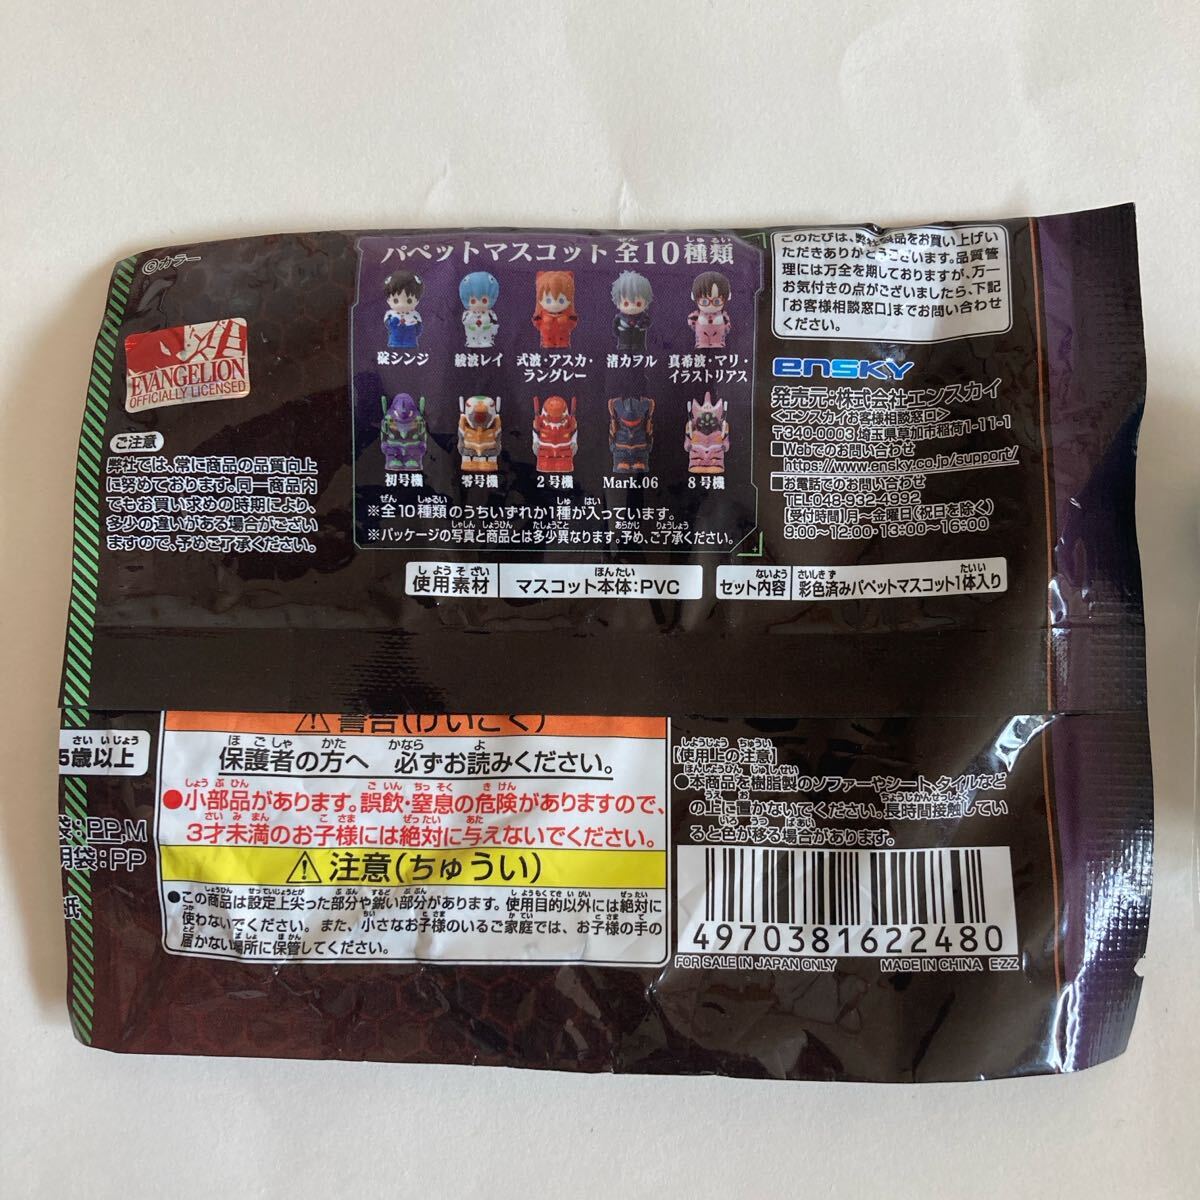 ©カラー
EVANGELION
OFFICIALLY LICENSED
ご注意
弊社では、常に商品の品質向上
に努めております。同一商品内
でもお買い求めの時期により、
多少の違いがある場合がござい
ますので、予めご了承ください。
パペットマスコット 全10種類
碇シンジ
綾波レイ
式波・アスカ・
ラングレー
渚カヲル
真希波・マリ・
イラストリアス
初号機
零号機
2号機
Mark.06
8号機
※全10種類のうちいずれか1種が入っています。
※パッケージの写真と商品とは多少異なります。予め、ご了承ください。
このたびは、弊社製品をお買い上げい
ただきありがとうございます。品質管
理には万全を期しておりますが、万一
お気付きの点がございましたら、下記
「お客様相談窓口」までお問い合わせ
ください。
ensky
発売元:株式会社エンスカイ
<エンスカイお客様相談窓口>
〒340-0003 埼玉県草加市稲荷1-11-1
■Webでのお問い合わせ
https://www.ensky.co.jp/support/
■お電話でのお問い合わせ
TEL048-932-4992
【受付時間】月~金曜日(祝日を除く)
9:00~12:00・13:00~16:00
使用素材 マスコット本体:PVC
セット内容 彩色済みパペットマスコット1体入り
5歳以上
袋:PP,M
用袋:PP
紙
⚠警告(けいこく)
保護者の方へ 必ずお読みください。
●小部品があります。誤飲・窒息の危険がありますので、
3才未満のお子様には絶対に与えないでください。
⚠注意(ちゅうい)
●この商品は設定上尖った部分や鋭い部分があります。使用目的以外には絶対に
使わないでください。また、小さなお子様のいるご家庭では、お子様の手の
届かない場所に保管してください。
【使用上の注意】
●本商品を樹脂製のソファーやシート、タイルなど
の上に置かないでください。長時間接触してい
ると色が移る場合があります。
4970381622480
FOR SALE IN JAPAN ONLY MADE IN CHINA EZZ